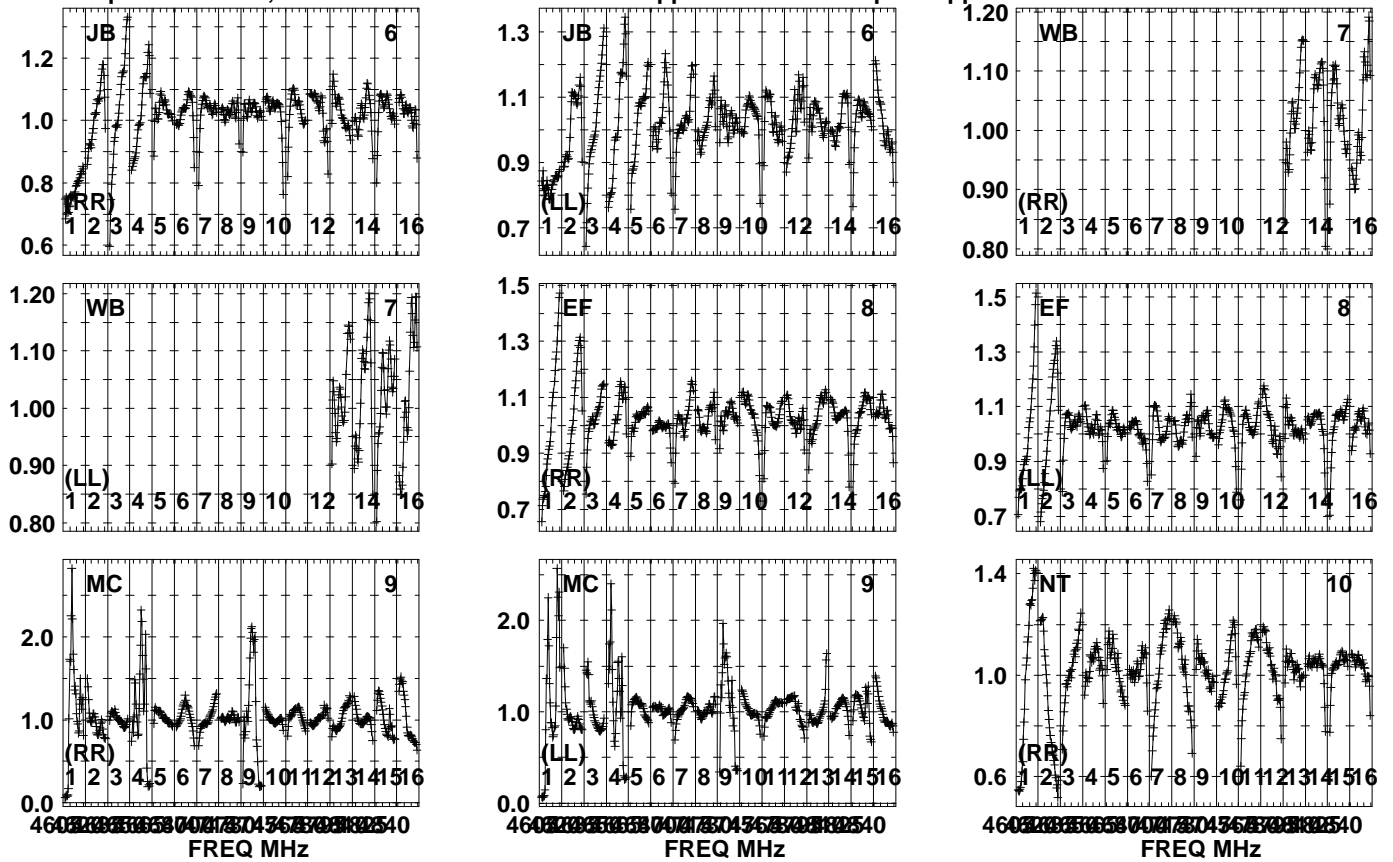 JB 6
1.2
1.0
0.8
0.6
(RR)
1 2 3 4 5 6 7 8 9 10 12 14 16
JB 6
1.3
1.1
0.9
0.7
(LL)
1 2 3 4 5 6 7 8 9 10 12 14 16
WB 7
1.20
1.10
1.00
0.90
0.80
(RR)
1 2 3 4 5 6 7 8 9 10 12 14 16
WB 7
1.20
1.10
1.00
0.90
0.80
(LL)
1 2 3 4 5 6 7 8 9 10 12 14 16
EF 8
1.5
1.3
1.1
0.9
0.7
(RR)
1 2 3 4 5 6 7 8 9 10 12 14 16
EF 8
1.5
1.3
1.1
0.9
0.7
(LL)
1 2 3 4 5 6 7 8 9 10 12 14 16
MC 9
2.0
1.0
0.0
(RR)
1 2 3 4 5 6 7 8 9 10 11 12 13 14 15 16
FREQ MHz
MC 9
2.0
1.0
0.0
(LL)
1 2 3 4 5 6 7 8 9 10 11 12 13 14 15 16
FREQ MHz
NT 10
1.4
1.0
0.6
(RR)
1 2 3 4 5 6 7 8 9 10 11 12 13 14 15 16
FREQ MHz